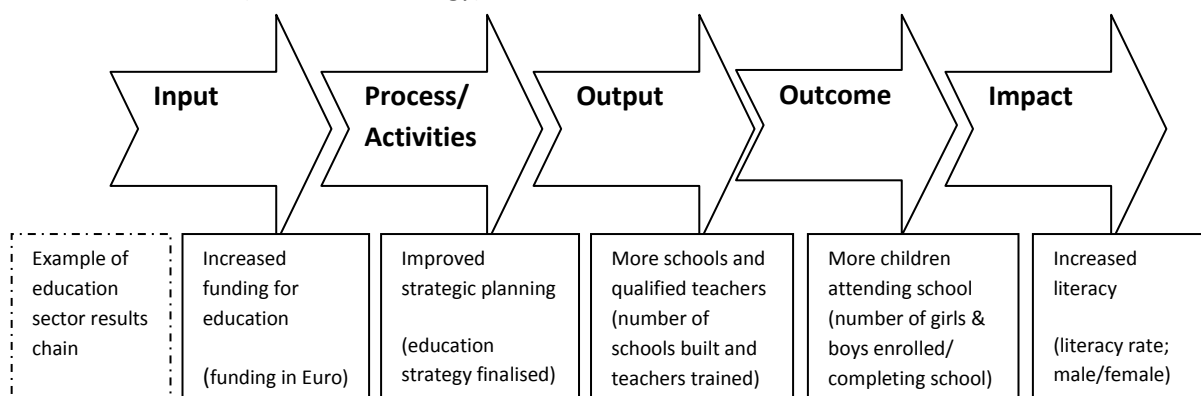 Input
Process/
Activities
Output
Outcome
Impact
Example of
education
sector results
chain
Increased
funding for
education
(funding in Euro)
Improved
strategic planning
(education
strategy finalised)
More schools and
qualified teachers
(number of
schools built and
teachers trained)
More children
attending school
(number of girls &
boys enrolled/
completing school)
Increased
literacy
(literacy rate;
male/female)